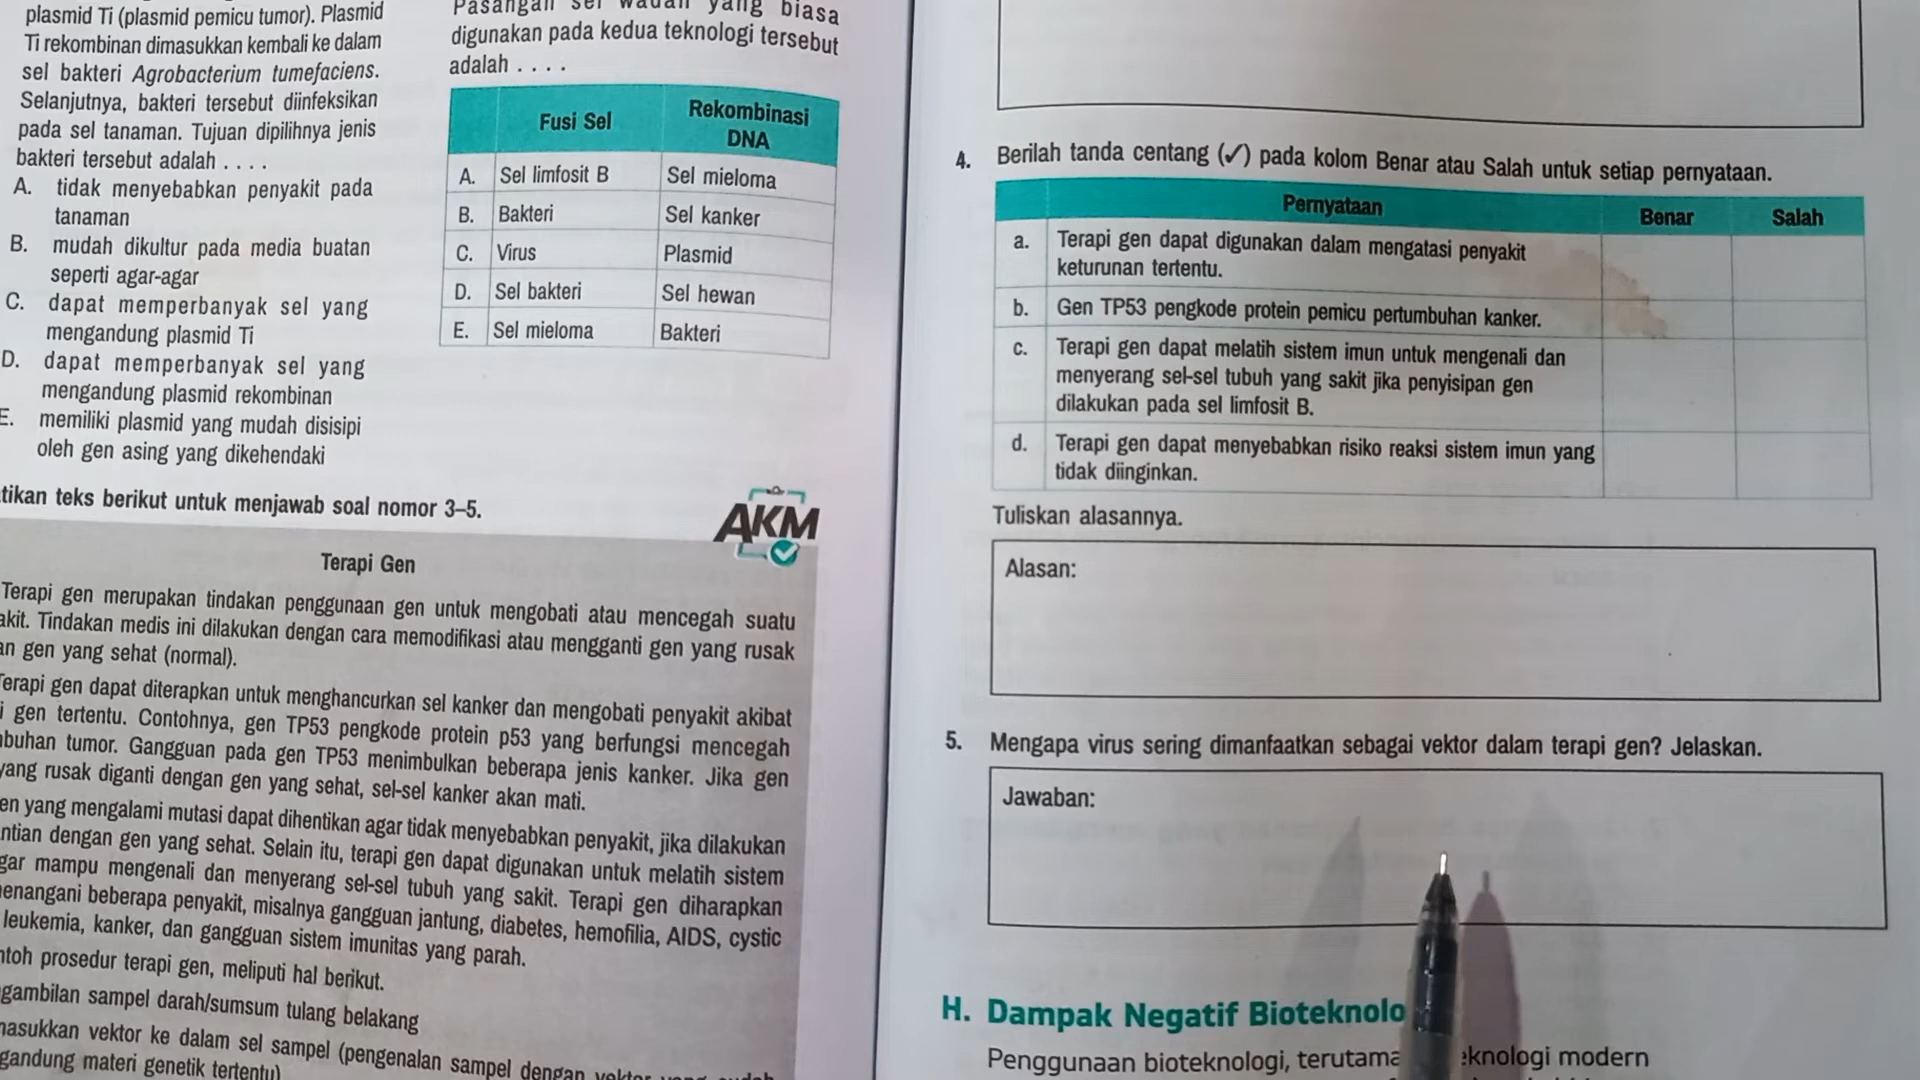 plasmid Ti (plasmid pemicu tumor). Plasmid
Ti rekombinan dimasukkan kembali ke dalam
sel bakteri Agrobacterium tumefaciens.
Selanjutnya, bakteri tersebut diinfeksikan
pada sel tanaman. Tujuan dipilihnya jenis
bakteri tersebut adalah . . . .
A. tidak menyebabkan penyakit pada
tanaman
B. mudah dikultur pada media buatan
seperti agar-agar
C. dapat memperbanyak sel yang
mengandung plasmid Ti
D. dapat memperbanyak sel yang
mengandung plasmid rekombinan
E. memiliki plasmid yang mudah disisipi
oleh gen asing yang dikehendaki
Pasangan sel wadah yang biasa
digunakan pada kedua teknologi tersebut
adalah . . . .
Fusi Sel Rekombinasi DNA
A. Sel limfosit B Sel mieloma
B. Bakteri Sel kanker
C. Virus Plasmid
D. Sel bakteri Sel hewan
E. Sel mieloma Bakteri
teks berikut untuk menjawab soal nomor 3–5.
AKM
Terapi Gen
Terapi gen merupakan tindakan penggunaan gen untuk mengobati atau mencegah suatu
Tindakan medis ini dilakukan dengan cara memodifikasi atau mengganti gen yang rusak
gen yang sehat (normal).
Terapi gen dapat diterapkan untuk menghancurkan sel kanker dan mengobati penyakit akibat
gen tertentu. Contohnya, gen TP53 pengkode protein p53 yang berfungsi mencegah
tumor. Gangguan pada gen TP53 menimbulkan beberapa jenis kanker. Jika gen
yang rusak diganti dengan gen yang sehat, sel-sel kanker akan mati.
yang mengalami mutasi dapat dihentikan agar tidak menyebabkan penyakit, jika dilakukan
dengan gen yang sehat. Selain itu, terapi gen dapat digunakan untuk melatih sistem
mampu mengenali dan menyerang sel-sel tubuh yang sakit. Terapi gen diharapkan
beberapa penyakit, misalnya gangguan jantung, diabetes, hemofilia, AIDS, cystic
leukemia, kanker, dan gangguan sistem imunitas yang parah.
prosedur terapi gen, meliputi hal berikut.
sampel darah/sumsum tulang belakang
vektor ke dalam sel sampel (pengenalan sampel dengan vektor yang
materi genetik tertentu)
4. Berilah tanda centang (✓) pada kolom Benar atau Salah untuk setiap pernyataan.
Pernyataan Benar Salah
a. Terapi gen dapat digunakan dalam mengatasi penyakit
keturunan tertentu.
b. Gen TP53 pengkode protein pemicu pertumbuhan kanker.
c. Terapi gen dapat melatih sistem imun untuk mengenali dan
menyerang sel-sel tubuh yang sakit jika penyisipan gen
dilakukan pada sel limfosit B.
d. Terapi gen dapat menyebabkan risiko reaksi sistem imun yang
tidak diinginkan.
Tuliskan alasannya.
Alasan:
5. Mengapa virus sering dimanfaatkan sebagai vektor dalam terapi gen? Jelaskan.
Jawaban:
H. Dampak Negatif Bioteknolo
Penggunaan bioteknologi, terutama eknologi modern